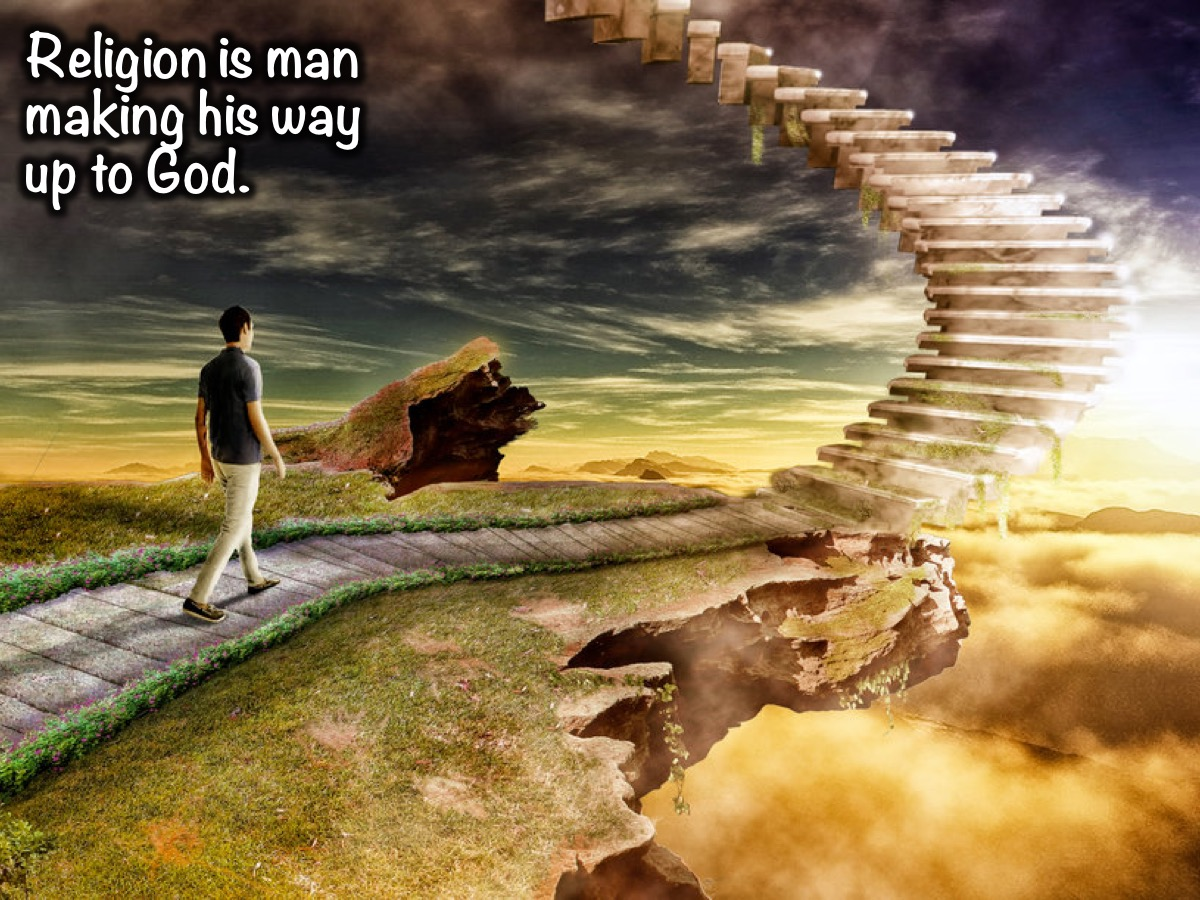 Religion is man
making his way
up to God.